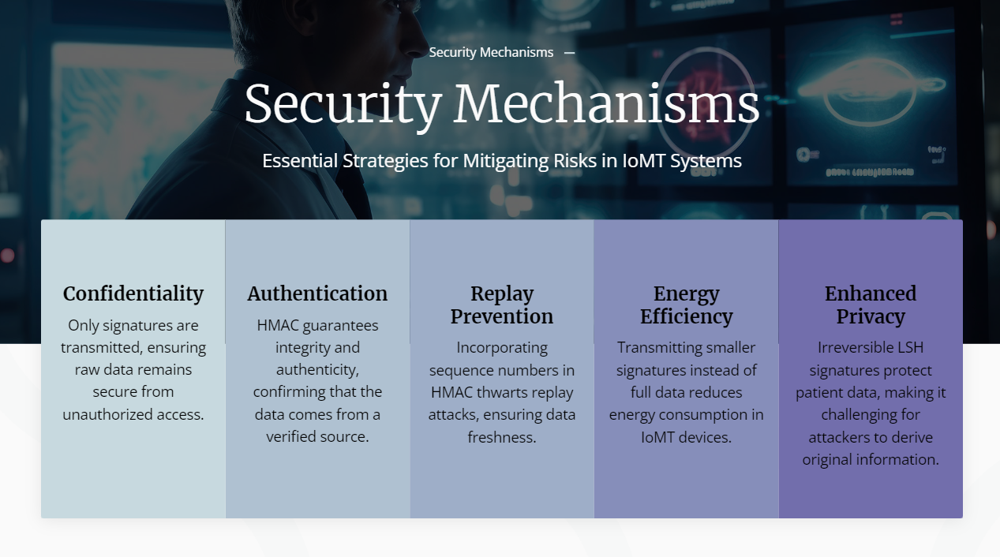 Security Mechanisms —
Security Mechanisms
Essential Strategies for Mitigating Risks in IoMT Systems
Confidentiality
Only signatures are
transmitted, ensuring
raw data remains
secure from
unauthorized access.
Authentication
HMAC guarantees
integrity and
authenticity,
confirming that the
data comes from a
verified source.
Replay
Prevention
Incorporating
sequence numbers in
HMAC thwarts replay
attacks, ensuring data
freshness.
Energy
Efficiency
Transmitting smaller
signatures instead of
full data reduces
energy consumption in
IoMT devices.
Enhanced
Privacy
Irreversible LSH
signatures protect
patient data, making it
challenging for
attackers to derive
original information.